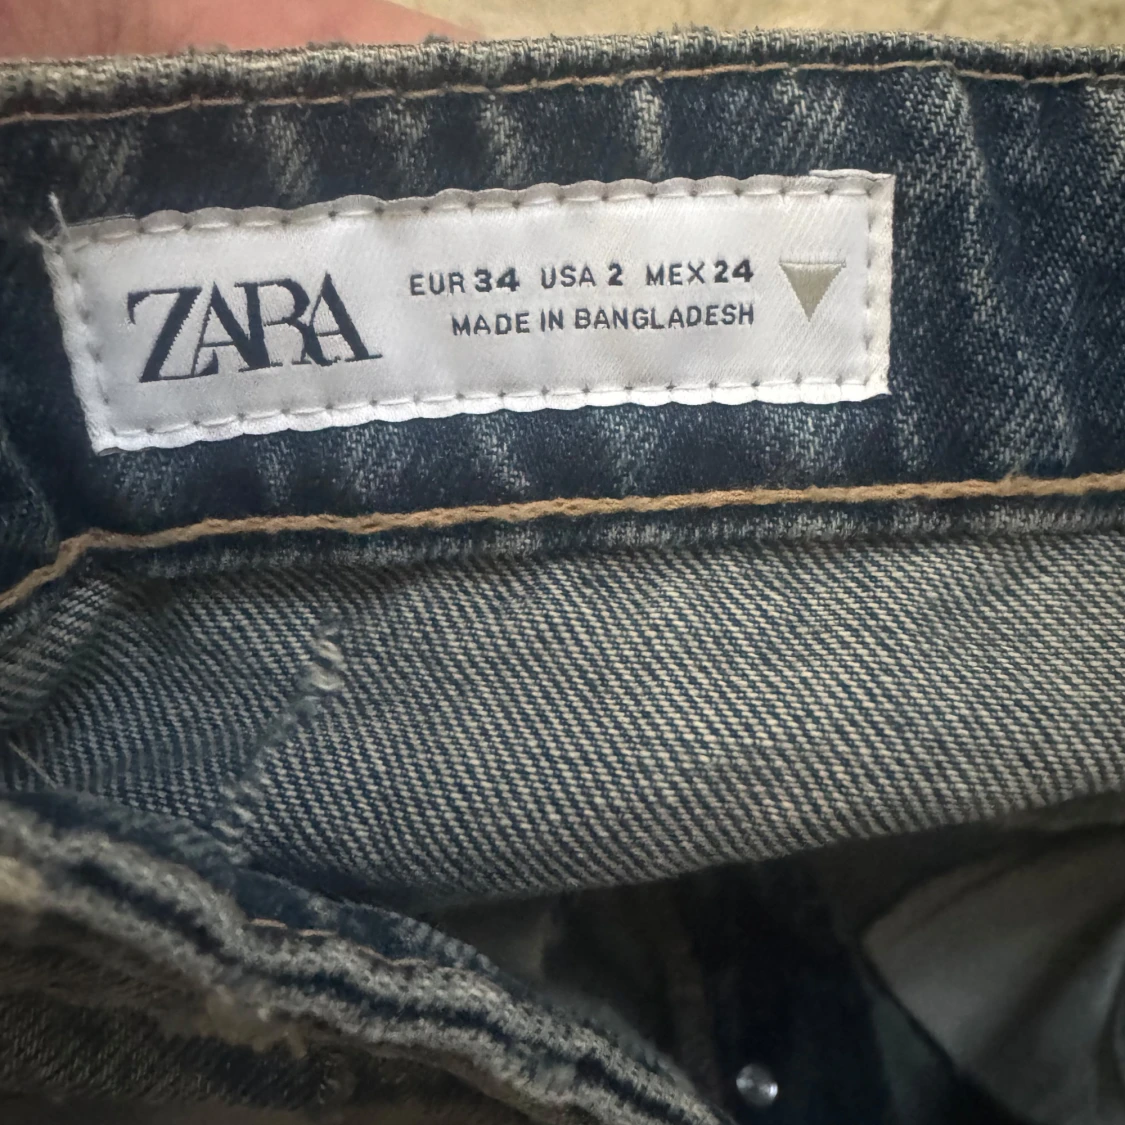 ZARA
EUR 34 USA 2 MEX 24
MADE IN BANGLADESH